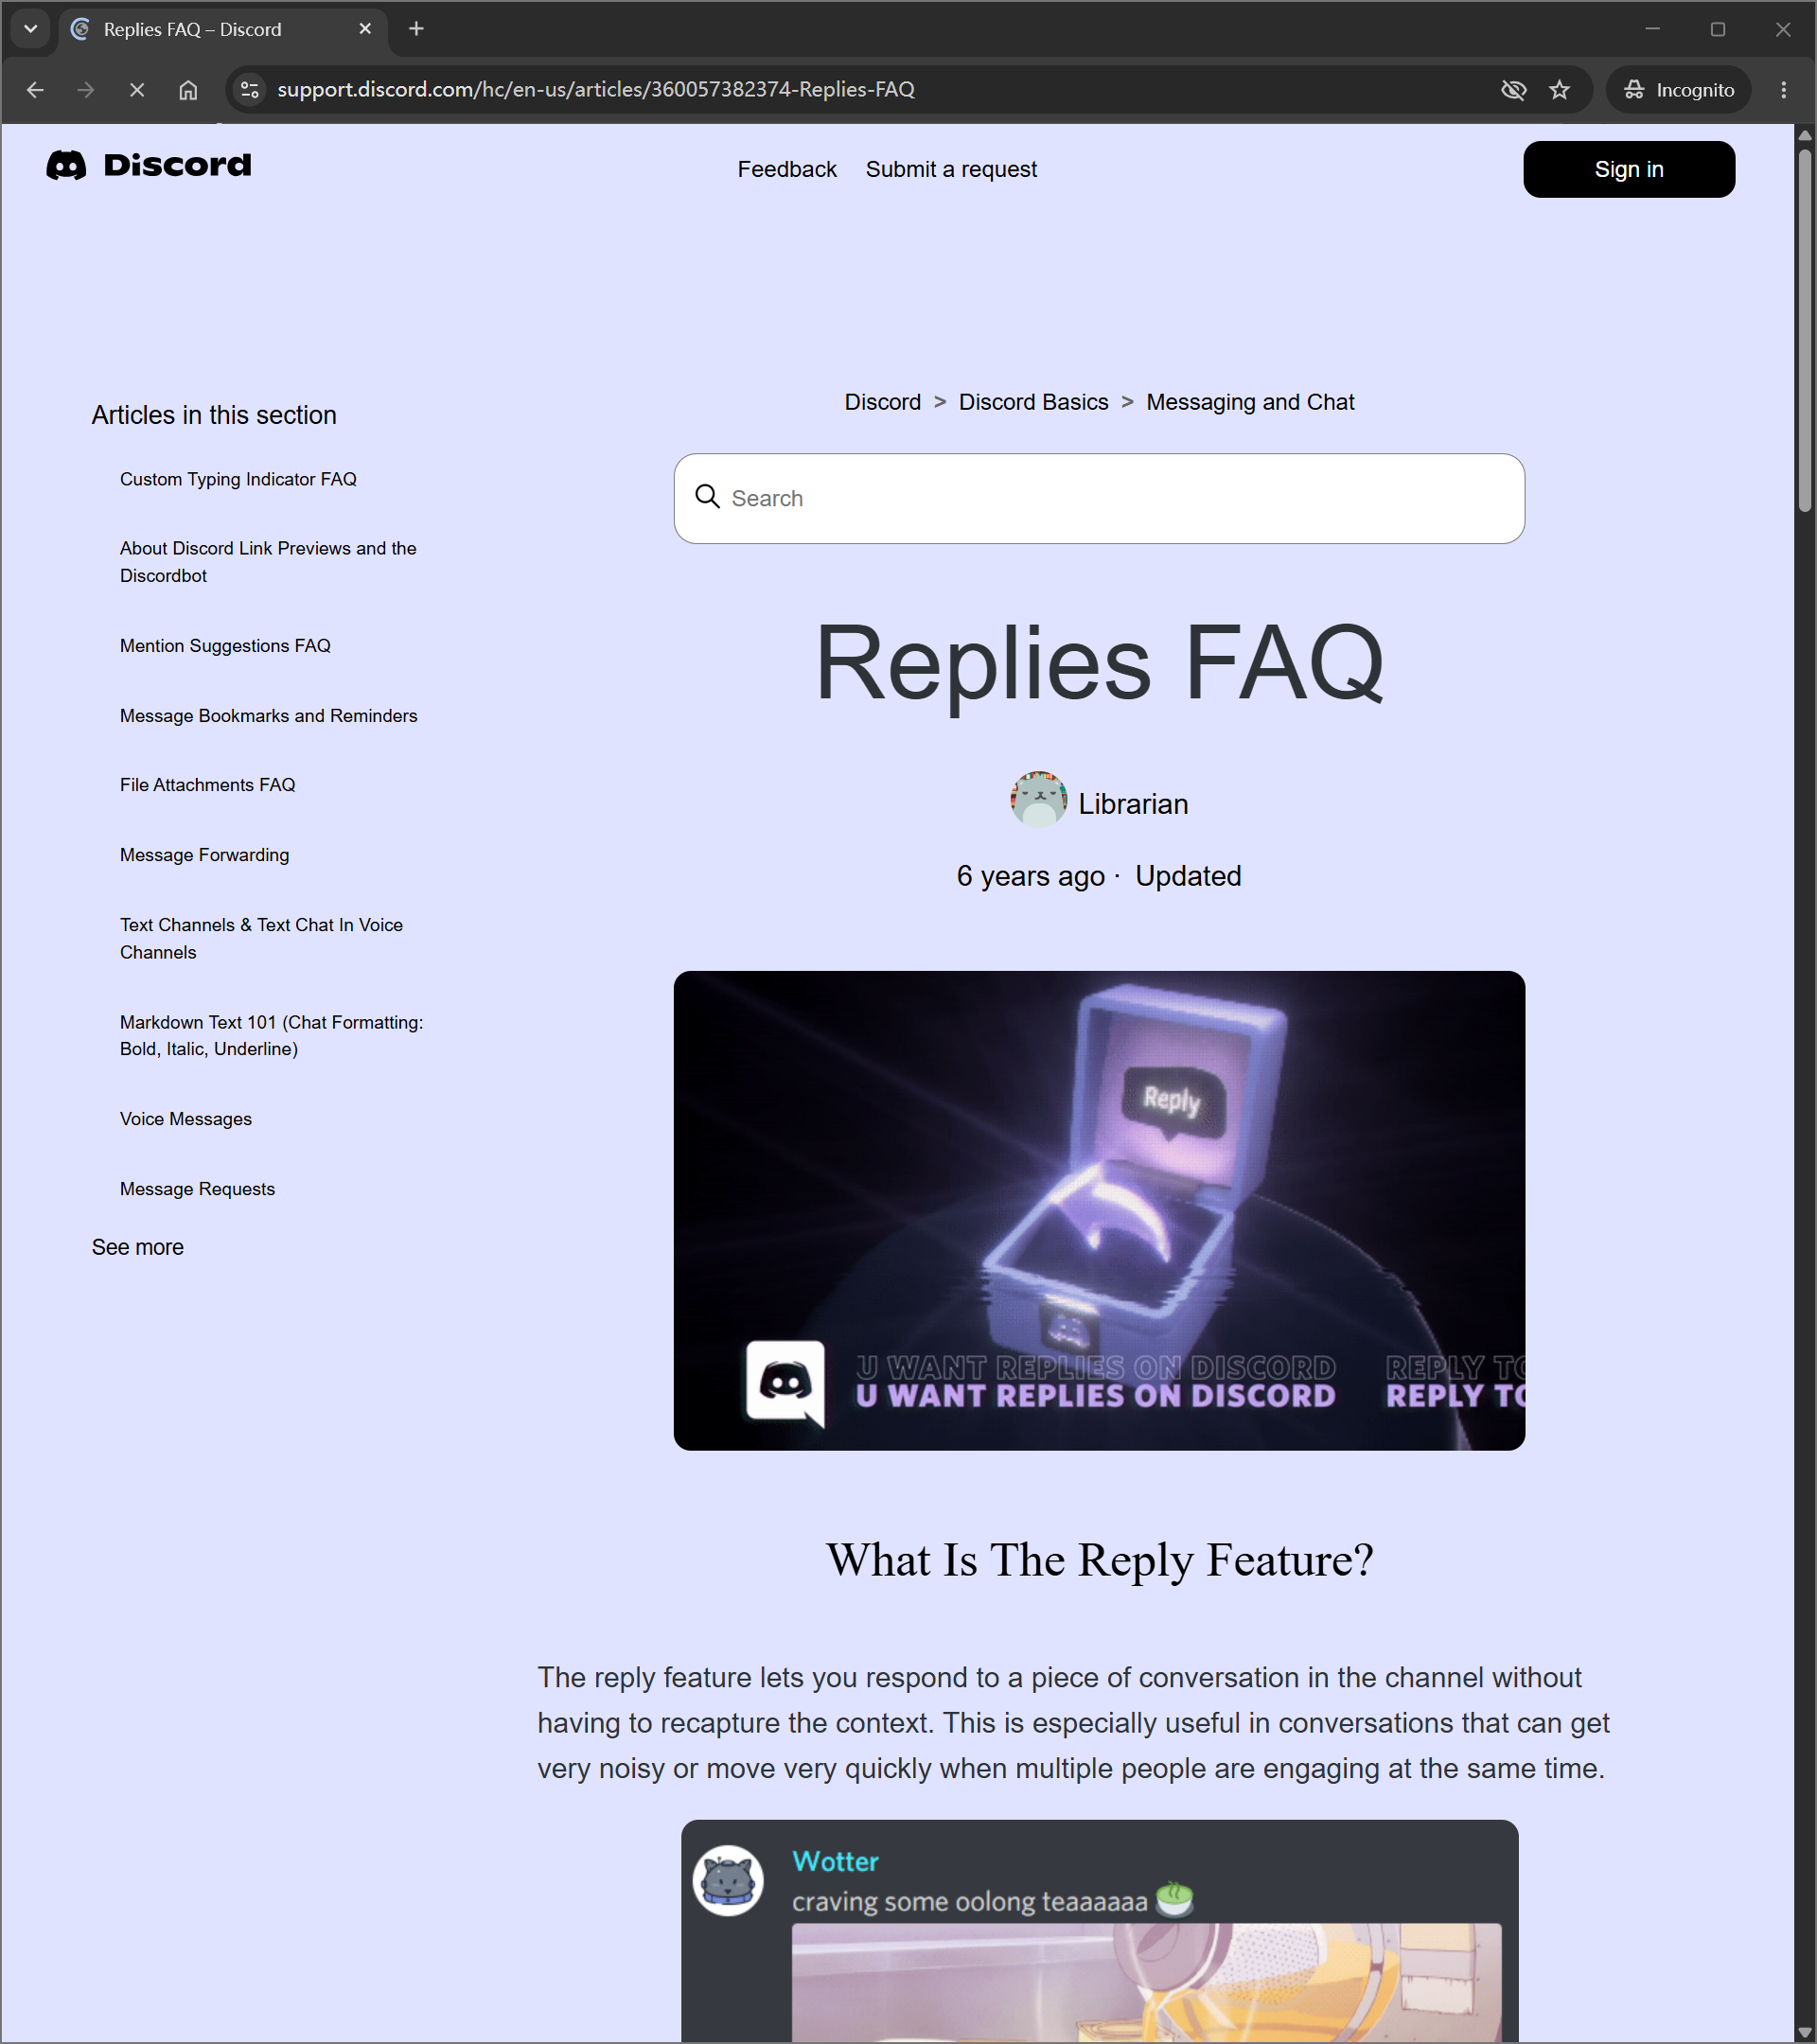 Replies FAQ – Discord
support.discord.com/hc/en-us/articles/360057382374-Replies-FAQ
Incognito
Discord
Feedback
Submit a request
Sign in
Articles in this section
Custom Typing Indicator FAQ
About Discord Link Previews and the
Discordbot
Mention Suggestions FAQ
Message Bookmarks and Reminders
File Attachments FAQ
Message Forwarding
Text Channels & Text Chat In Voice
Channels
Markdown Text 101 (Chat Formatting:
Bold, Italic, Underline)
Voice Messages
Message Requests
See more
Discord > Discord Basics > Messaging and Chat
Search
Replies FAQ
Librarian
6 years ago · Updated
Reply
U WANT REPLIES ON DISCORD REPLY TO
U WANT REPLIES ON DISCORD REPLY TO
What Is The Reply Feature?
The reply feature lets you respond to a piece of conversation in the channel without
having to recapture the context. This is especially useful in conversations that can get
very noisy or move very quickly when multiple people are engaging at the same time.
Wotter
craving some oolong teaaaaaa 🍵